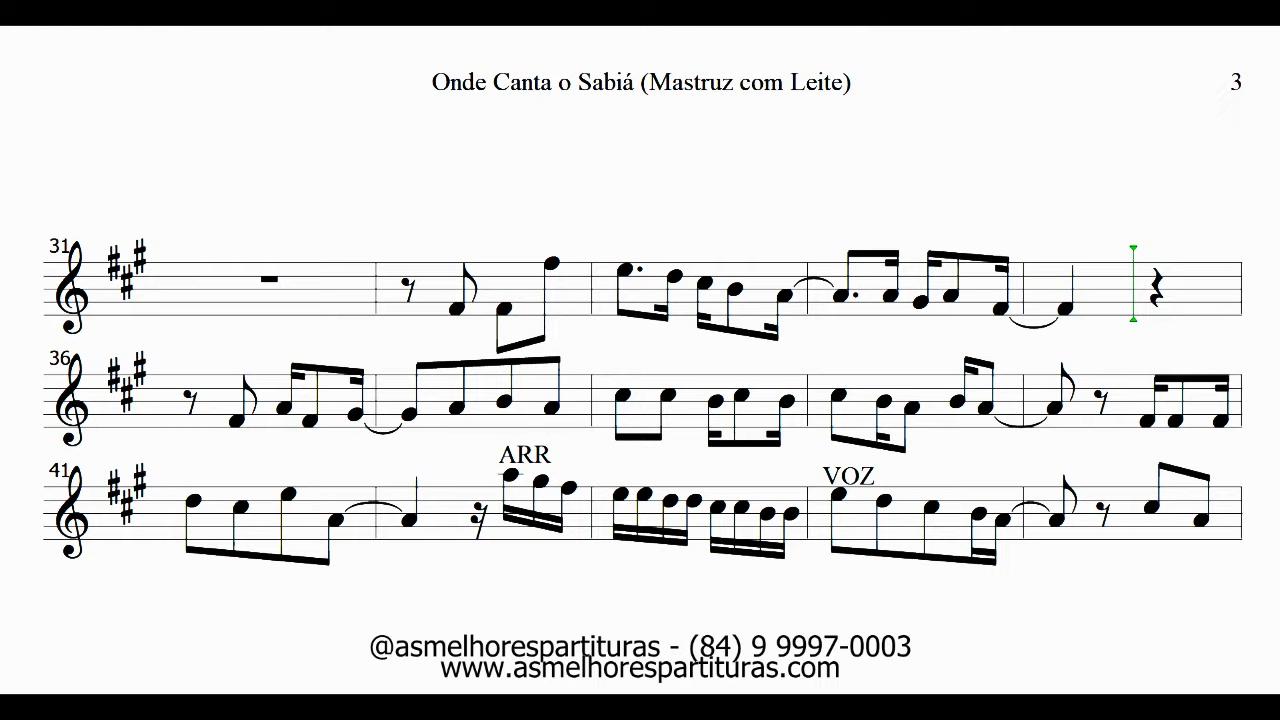 Onde Canta o Sabiá (Mastruz com Leite)
3
31
36
41
ARR
VOZ
@asmelhorespartituras - (84) 9 9997-0003
www.asmelhorespartituras.com